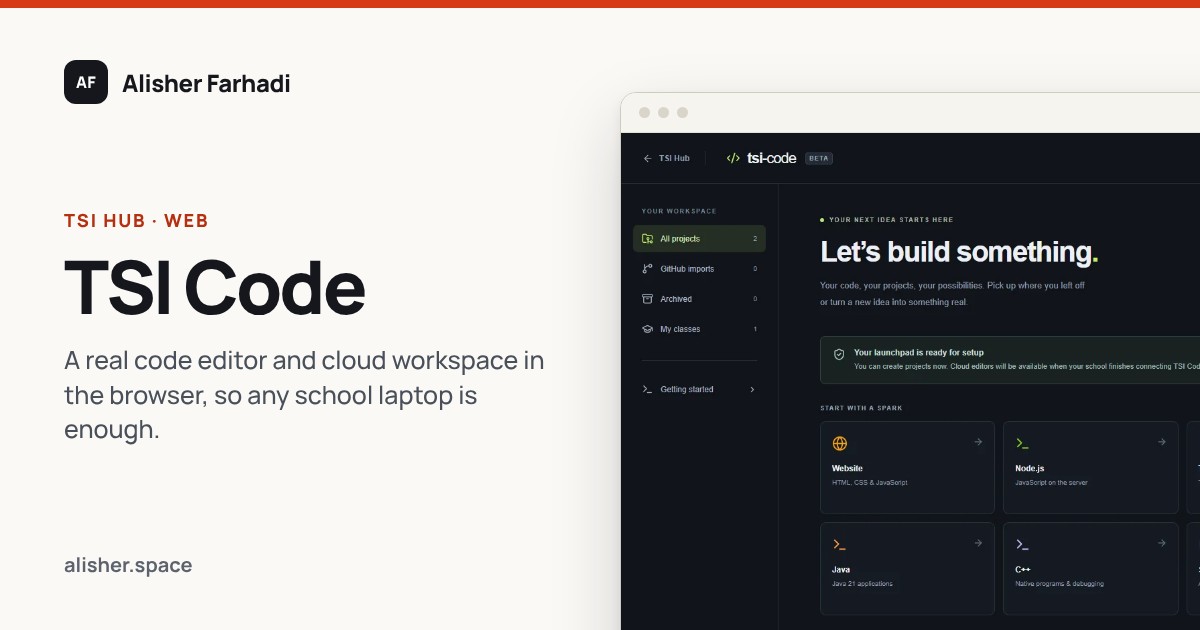 AF
Alisher Farhadi
TSI HUB · WEB
TSI Code
A real code editor and cloud workspace in
the browser, so any school laptop is
enough.
alisher.space
← TSI Hub
</> tsi-code BETA
YOUR WORKSPACE
All projects 2
GitHub imports 0
Archived 0
My classes 1
Getting started
YOUR NEXT IDEA STARTS HERE
Let’s build something.
Your code, your projects, your possibilities. Pick up where you left off
or turn a new idea into something real.
Your launchpad is ready for setup
You can create projects now. Cloud editors will be available when your school finishes connecting TSI
START WITH A SPARK
Website
HTML, CSS & JavaScript
Node.js
JavaScript on the server
Java
Java 21 applications
C++
Native programs & debugging